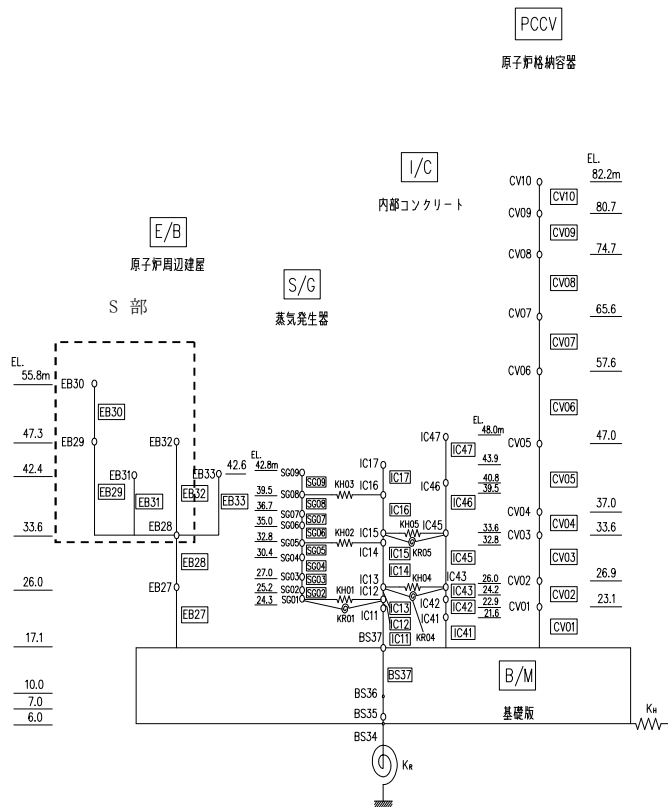 PCCV
原子炉格納容器
I/C
内部コンクリート
E/B
原子炉周辺建屋
S/G
蒸気発生器
S 部
EL.
55.8m
47.3
42.4
33.6
26.0
17.1
10.0
7.0
6.0
EB30
EB30
EB29
EB29
EB31
EB31
EB32
EB32
EB33
EB33
42.6
EB28
EB28
EB27
EB27
EL.
42.8m
39.5
36.7
35.0
32.8
30.4
27.0
25.2
24.3
SG09
SG09
SG08
SG08
SG07
SG07
SG06
SG06
SG05
SG05
SG04
SG04
SG03
SG03
SG02
SG02
SG01
KH03
KH02
KH01
KR01
IC17
IC17
IC16
IC16
IC15
IC15
IC14
IC14
IC13
IC13
IC12
IC12
IC11
IC11
KH05
KR05
KH04
KR04
IC47
IC47
IC46
IC46
IC45
IC45
IC43
IC43
IC42
IC42
IC41
IC41
EL.
48.0m
43.9
40.8
39.5
33.6
32.8
26.0
24.2
22.9
21.6
CV10
CV10
CV09
CV09
CV08
CV08
CV07
CV07
CV06
CV06
CV05
CV05
CV04
CV04
CV03
CV03
CV02
CV02
CV01
CV01
EL.
82.2m
80.7
74.7
65.6
57.6
47.0
37.0
33.6
26.9
23.1
BS37
BS37
BS36
BS35
BS34
B/M
基礎版
KH
KR